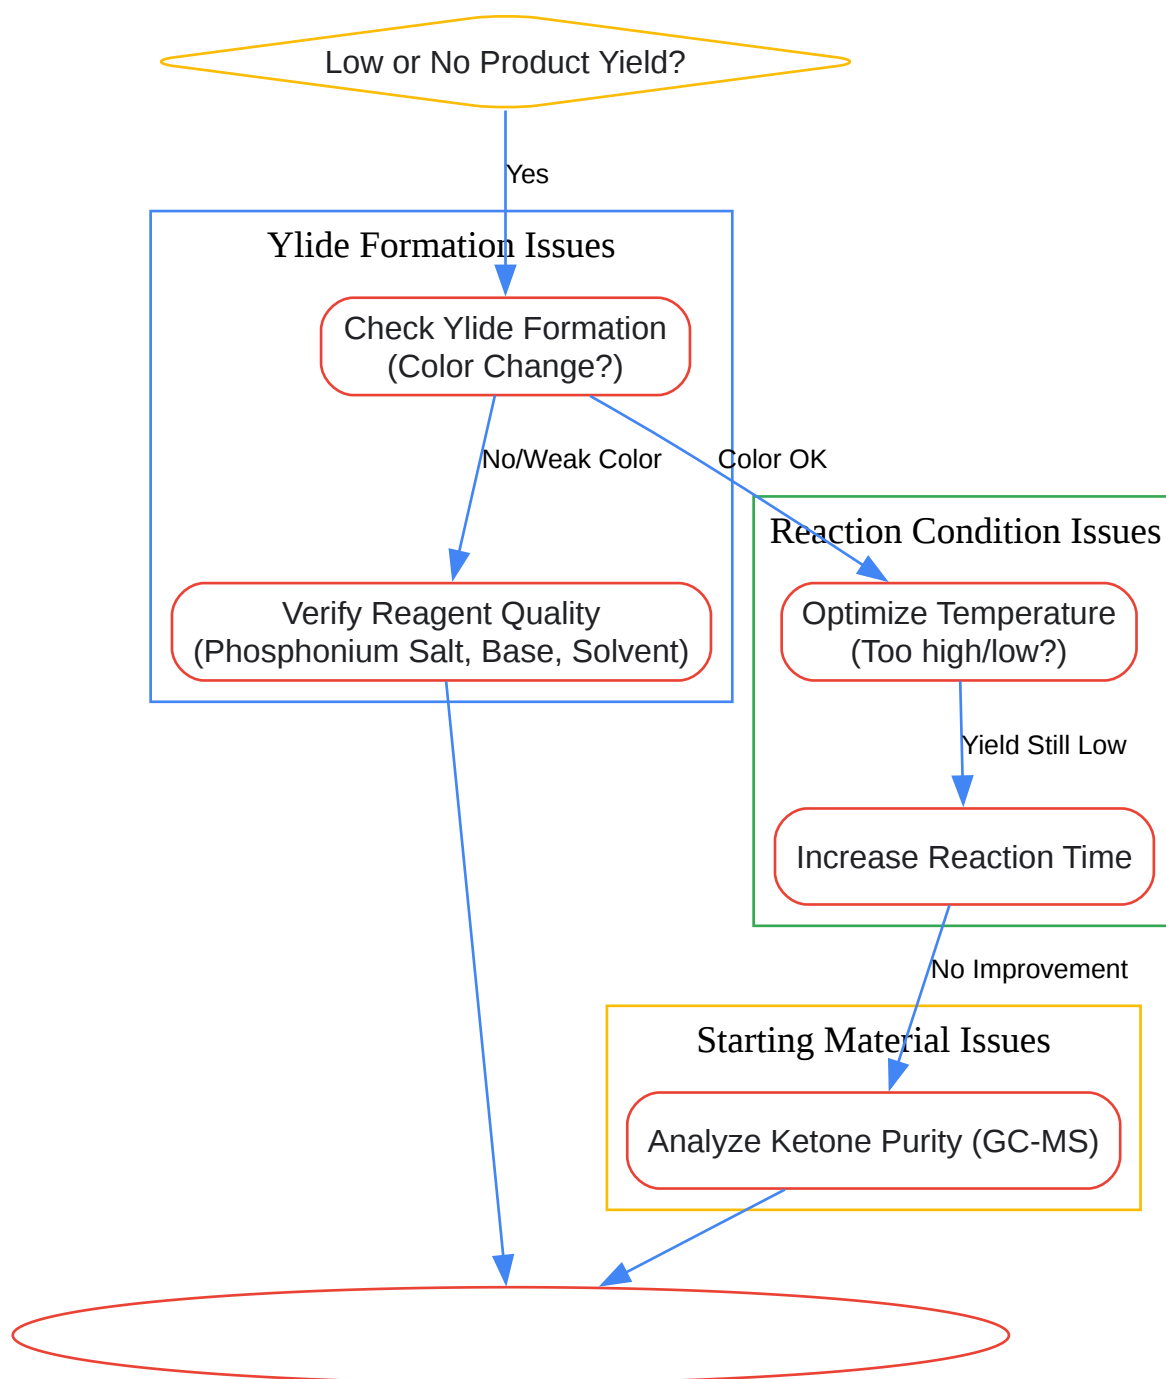 Low or No Product Yield?
Yes
Ylide Formation Issues
Check Ylide Formation
(Color Change?)
No/Weak Color
Color OK
Reaction Condition Issues
Verify Reagent Quality
(Phosphonium Salt, Base, Solvent)
Optimize Temperature
(Too high/low?)
Yield Still Low
Increase Reaction Time
No Improvement
Starting Material Issues
Analyze Ketone Purity (GC-MS)